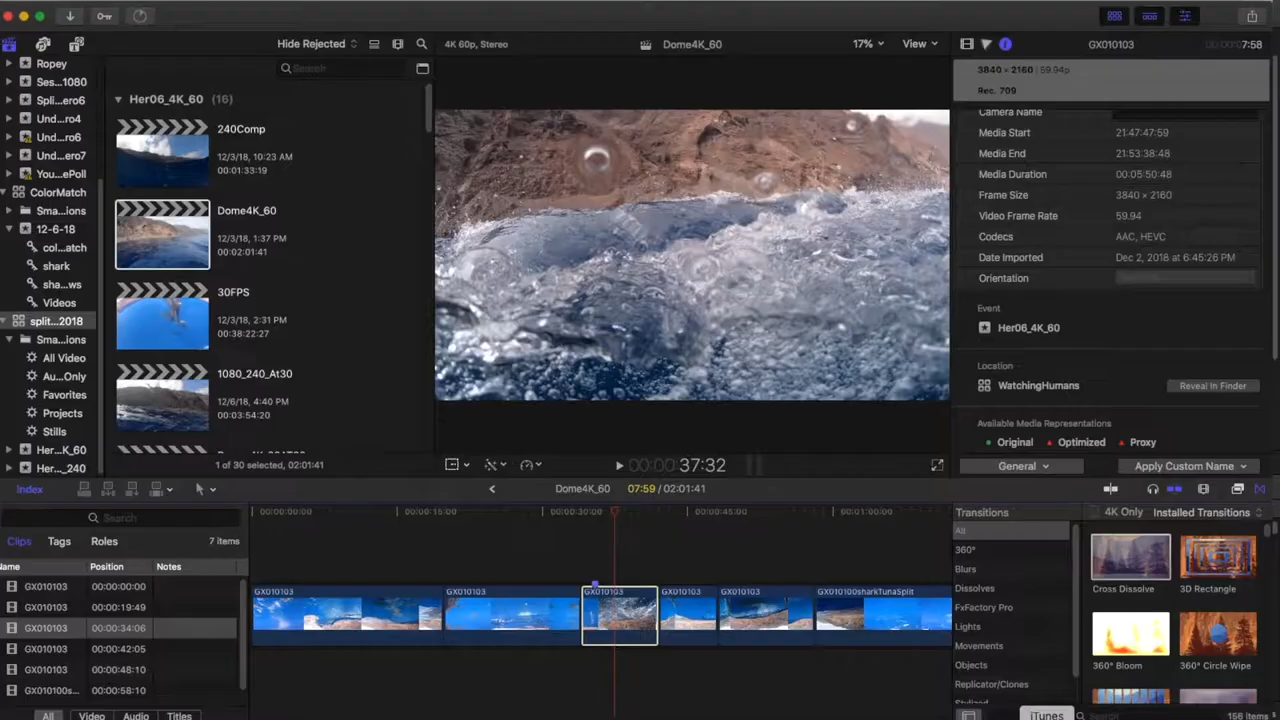 Hide Rejected
4K 60p, Stereo
Dome4K_60
17%
View
GX010103
7:58
Ropey
Ses...1080
Spli...ero6
Und...ro4
Und...ro6
Und...ero7
You...ePoll
ColorMatch
Sma...ions
12-6-18
col...atch
shark
sha...ws
Videos
split...2018
Sma...ions
All Video
Au...Only
Favorites
Projects
Stills
Her...K_60
Her..._240
Search
Her06_4K_60 (16)
240Comp
12/3/18, 10:23 AM
00:01:33:19
Dome4K_60
12/3/18, 1:37 PM
00:02:01:41
30FPS
12/3/18, 2:31 PM
00:38:22:27
1080_240_At30
12/6/18, 4:40 PM
00:03:54:20
1 of 30 selected, 02:01:41
00:00:37:32
3840 × 2160 | 59.94p
Rec. 709
Camera Name
Media Start 21:47:47:59
Media End 21:53:38:48
Media Duration 00:05:50:48
Frame Size 3840 × 2160
Video Frame Rate 59.94
Codecs AAC, HEVC
Date Imported Dec 2, 2018 at 6:45:26 PM
Orientation
Event
Her06_4K_60
Location
WatchingHumans
Reveal In Finder
Available Media Representations
Original
Optimized
Proxy
General
Apply Custom Name
Index
Dome4K_60
07:59 / 02:01:41
Search
Clips
Tags
Roles
7 items
Name Position Notes
GX010103 00:00:00:00
GX010103 00:00:19:49
GX010103 00:00:34:06
GX010103 00:00:42:05
GX010103 00:00:48:10
GX010100s... 00:00:58:10
All
Video
Audio
Titles
00:00:00:00
00:00:15:00
00:00:30:00
00:00:45:00
00:01:00:00
GX010103
GX010103
GX010103
GX010103
GX010103
GX010100sharkTunaSplit
Transitions
4K Only
Installed Transitions
All
360°
Blurs
Dissolves
FxFactory Pro
Lights
Movements
Objects
Replicator/Clones
Stylized
Cross Dissolve
3D Rectangle
360° Bloom
360° Circle Wipe
iTunes
Search
156 items